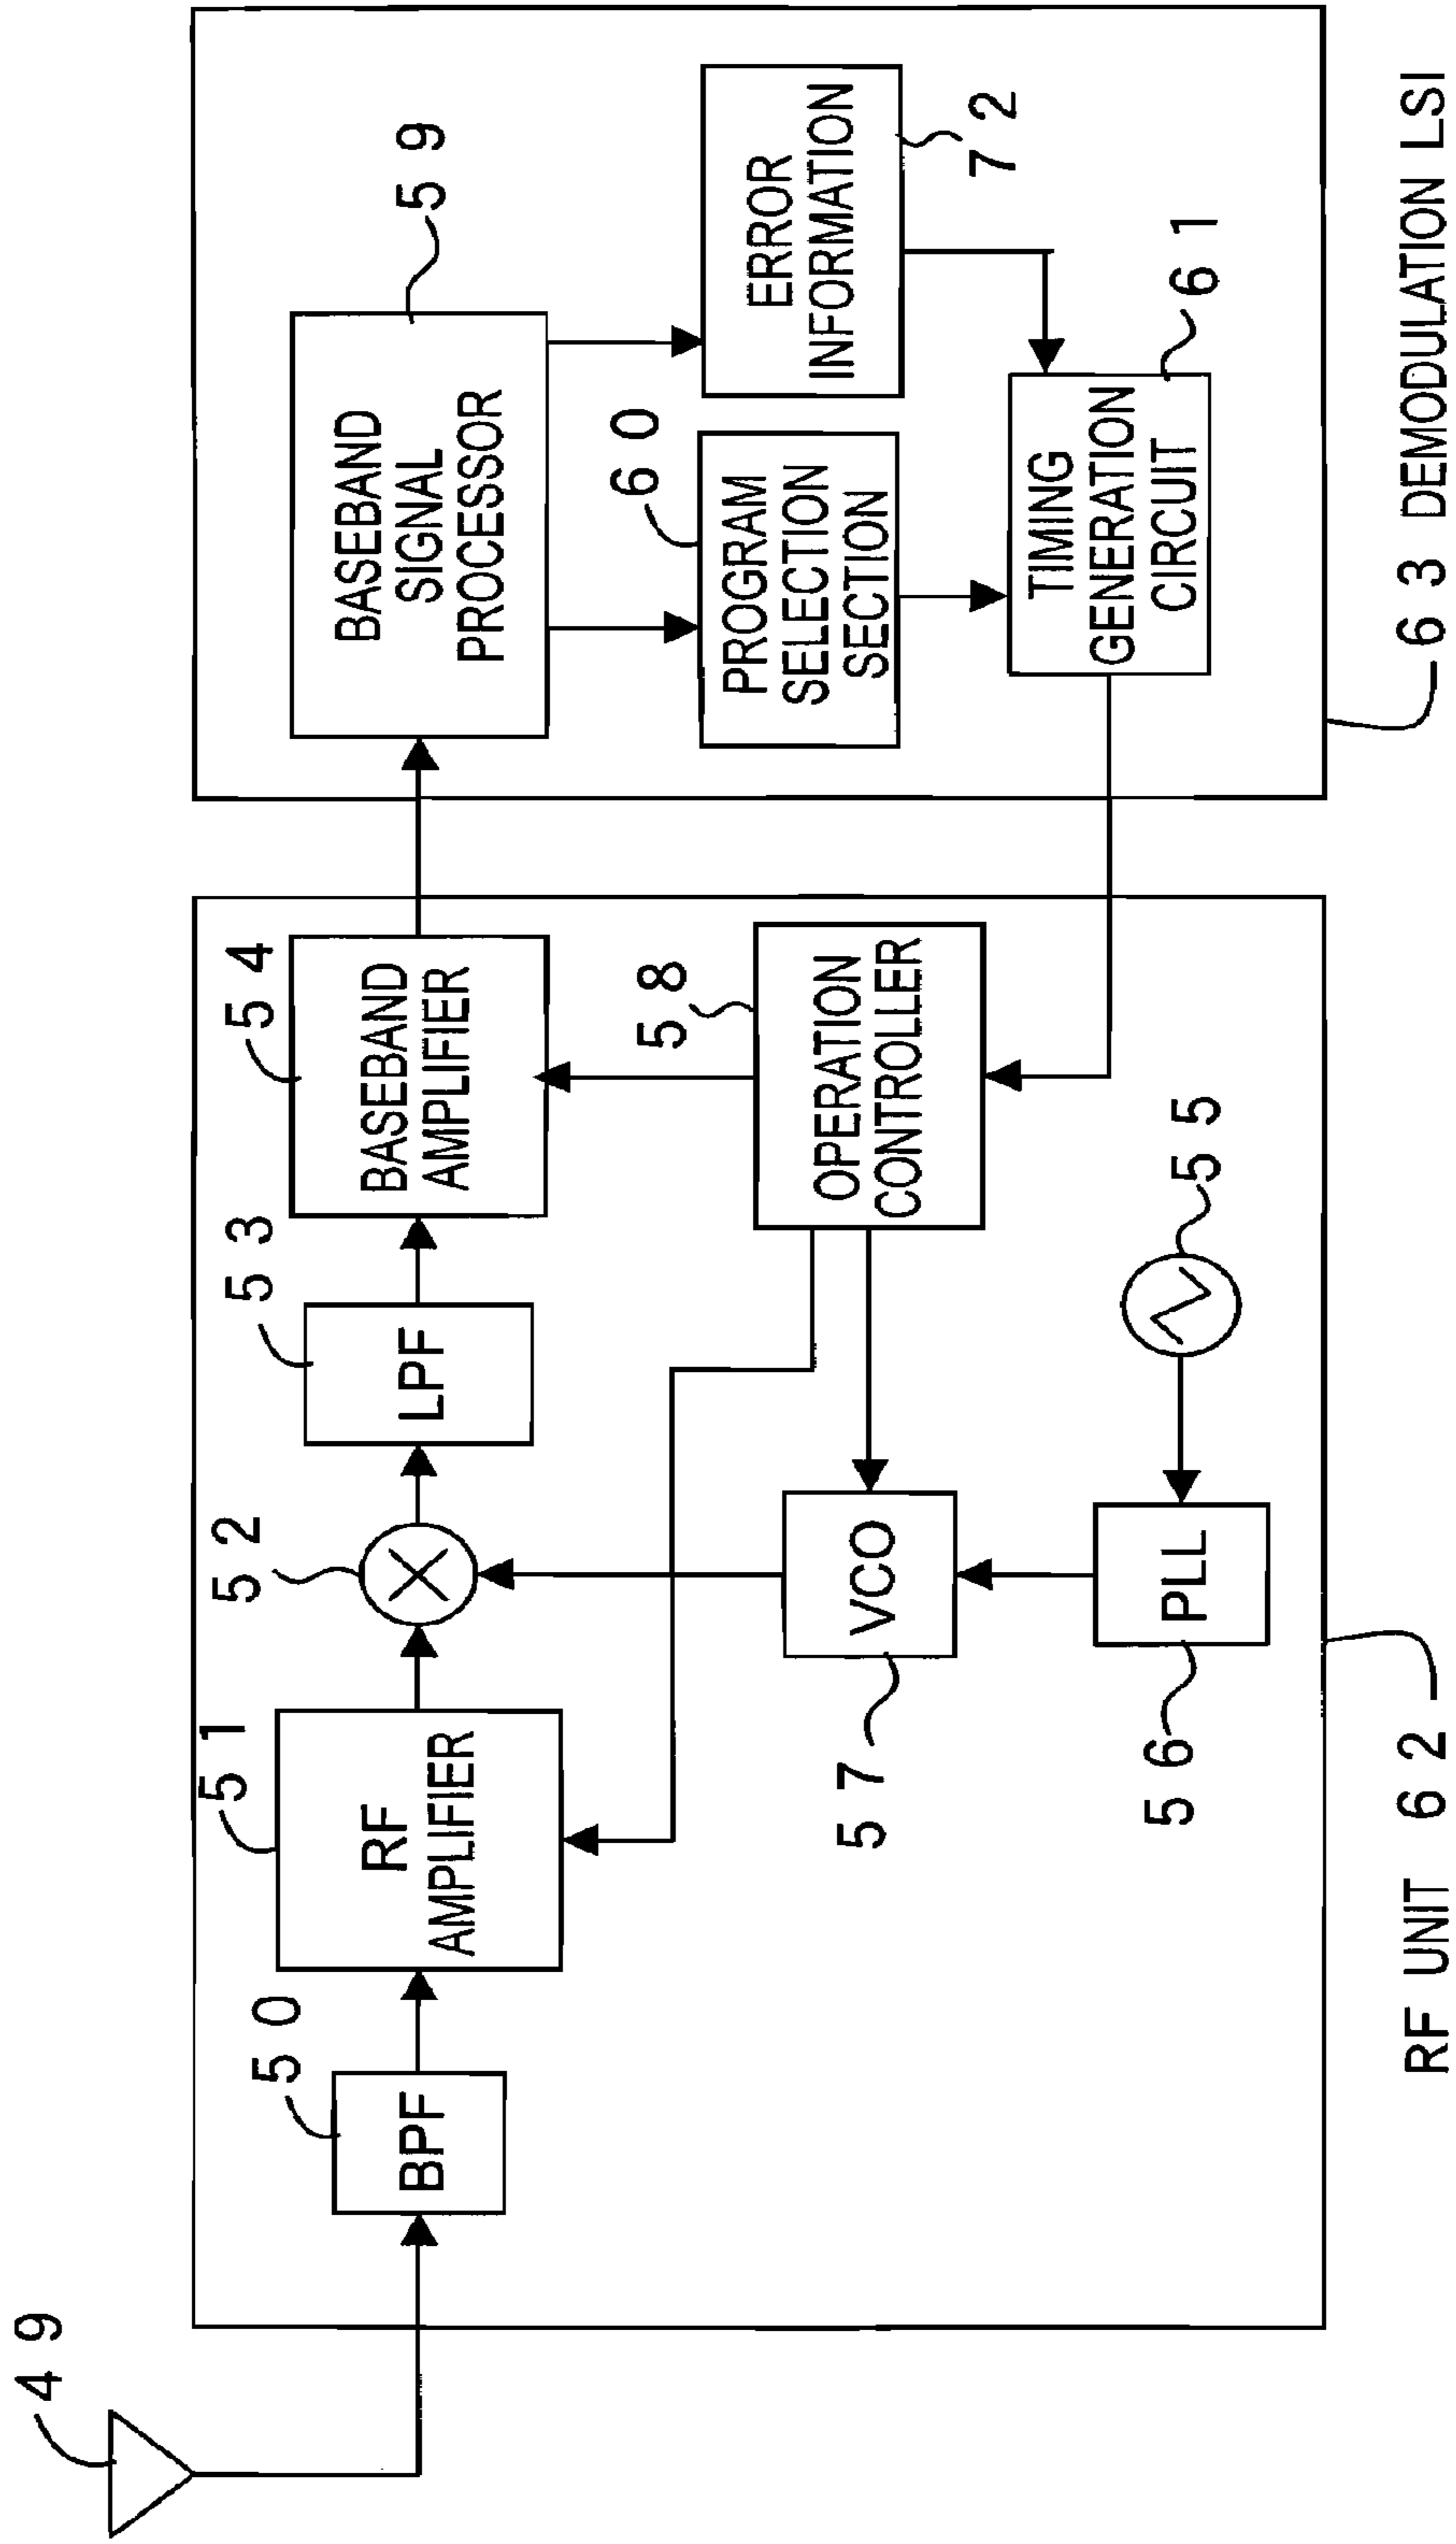 49
50
BPF
51
RF
AMPLIFIER
52
53
LPF
54
BASEBAND
AMPLIFIER
57
VCO
58
OPERATION
CONTROLLER
56
PLL
55
RF UNIT 62
59
BASEBAND
SIGNAL
PROCESSOR
60
PROGRAM
SELECTION
SECTION
ERROR
INFORMATION
72
TIMING
GENERATION
CIRCUIT
61
63 DEMODULATION LSI